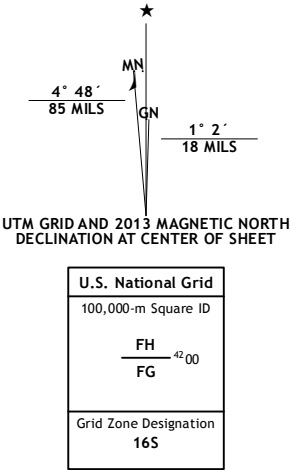 ★
MN
GN
4° 48´
85 MILS
1° 2´
18 MILS
UTM GRID AND 2013 MAGNETIC NORTH
DECLINATION AT CENTER OF SHEET
U.S. National Grid
100,000-m Square ID
FH
4200
FG
Grid Zone Designation
16S